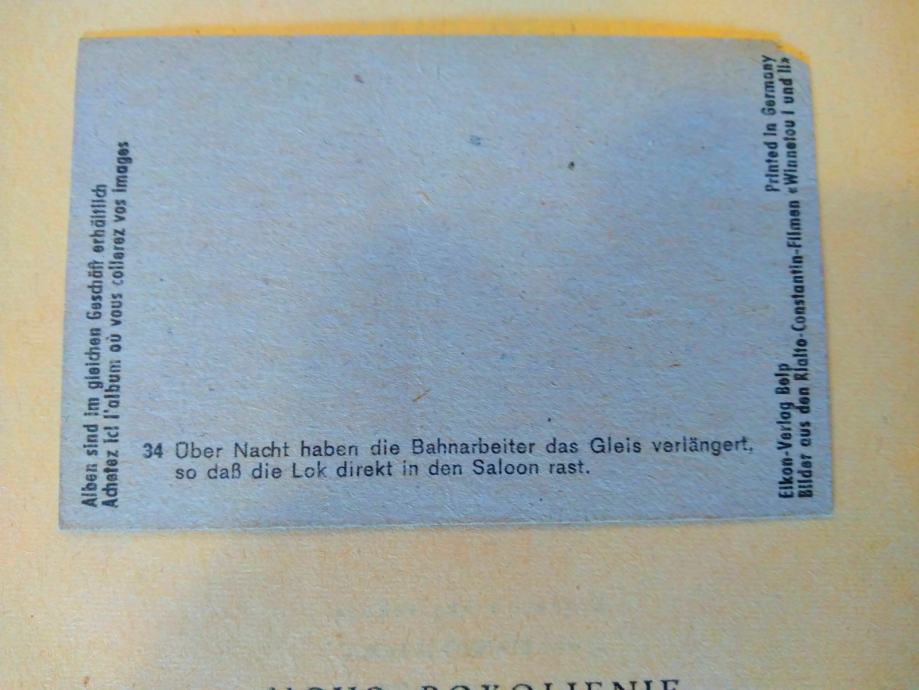 Alben sind im gleichen Geschäft erhältlich
Achetez ici l'album où vous collerez vos images
34 Über Nacht haben die Bahnarbeiter das Gleis verlängert,
so daß die Lok direkt in den Saloon rast.
Printed in Germany
Eikon-Verlag Belp
Bilder aus den Rialto-Constantin-Filmen «Winnetou I und II»
POKOLJENJE